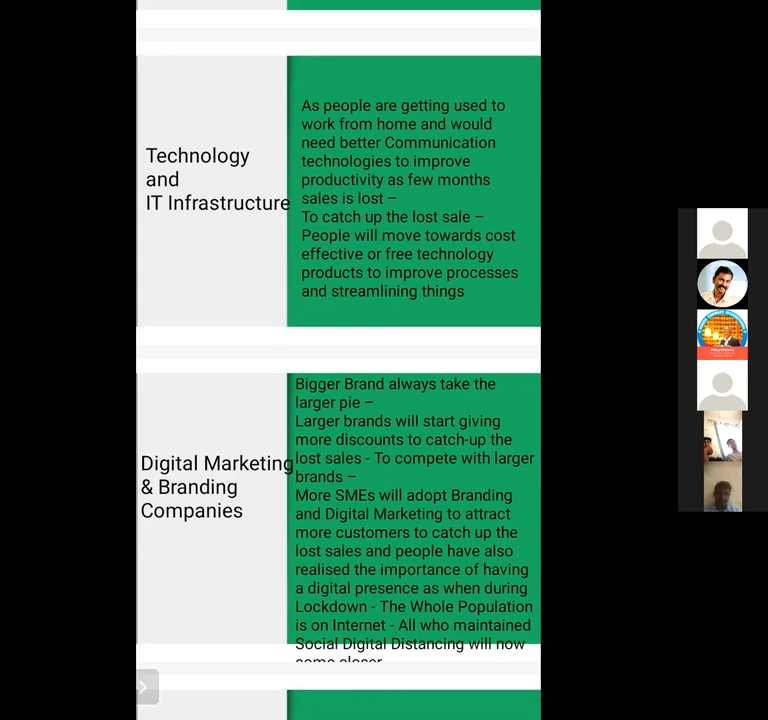 Technology
and
IT Infrastructure
As people are getting used to
work from home and would
need better Communication
technologies to improve
productivity as few months
sales is lost –
To catch up the lost sale –
People will move towards cost
effective or free technology
products to improve processes
and streamlining things
Digital Marketing
& Branding
Companies
Bigger Brand always take the
larger pie –
Larger brands will start giving
more discounts to catch-up the
lost sales - To compete with larger
brands –
More SMEs will adopt Branding
and Digital Marketing to attract
more customers to catch up the
lost sales and people have also
realised the importance of having
a digital presence as when during
Lockdown - The Whole Population
is on Internet - All who maintained
Social Digital Distancing will now
come closer